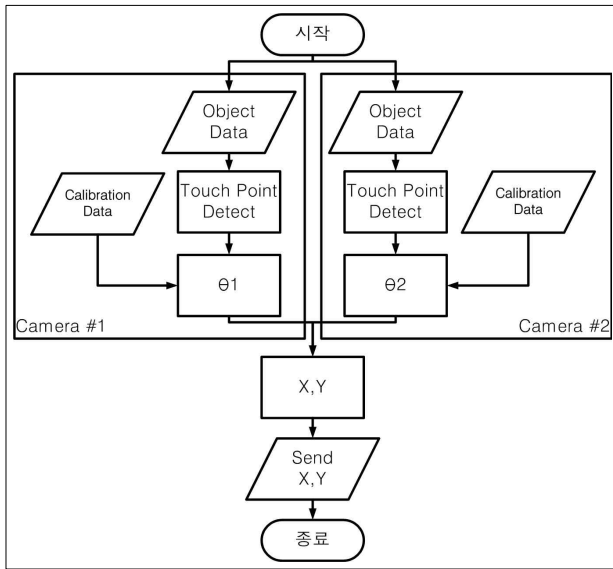 시작
Object
Data
Object
Data
Calibration
Data
Touch Point
Detect
Touch Point
Detect
Calibration
Data
Θ1
Θ2
Camera #1
Camera #2
X,Y
Send
X,Y
종료